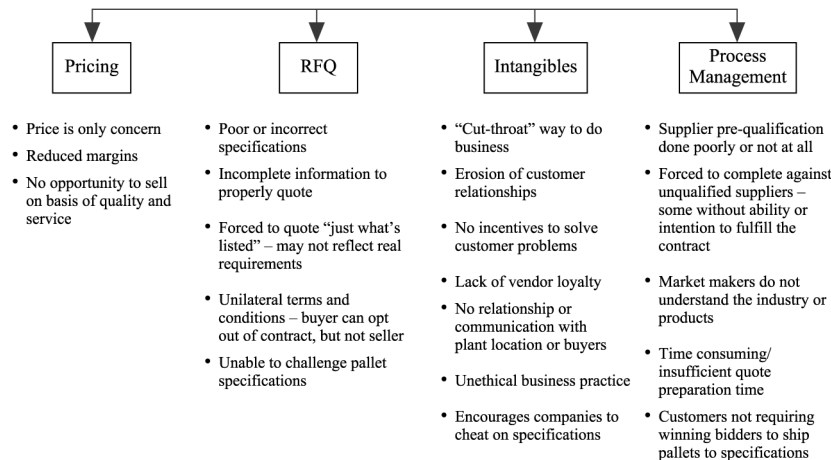 Pricing
• Price is only concern
• Reduced margins
• No opportunity to sell
on basis of quality and
service
RFQ
• Poor or incorrect
specifications
• Incomplete information to
properly quote
• Forced to quote “just what’s
listed” – may not reflect real
requirements
• Unilateral terms and
conditions – buyer can opt
out of contract, but not seller
• Unable to challenge pallet
specifications
Intangibles
• “Cut-throat” way to do
business
• Erosion of customer
relationships
• No incentives to solve
customer problems
• Lack of vendor loyalty
• No relationship or
communication with
plant location or buyers
• Unethical business practice
• Encourages companies to
cheat on specifications
Process
Management
• Supplier pre-qualification
done poorly or not at all
• Forced to complete against
unqualified suppliers –
some without ability or
intention to fulfill the
contract
• Market makers do not
understand the industry or
products
• Time consuming/
insufficient quote
preparation time
• Customers not requiring
winning bidders to ship
pallets to specifications